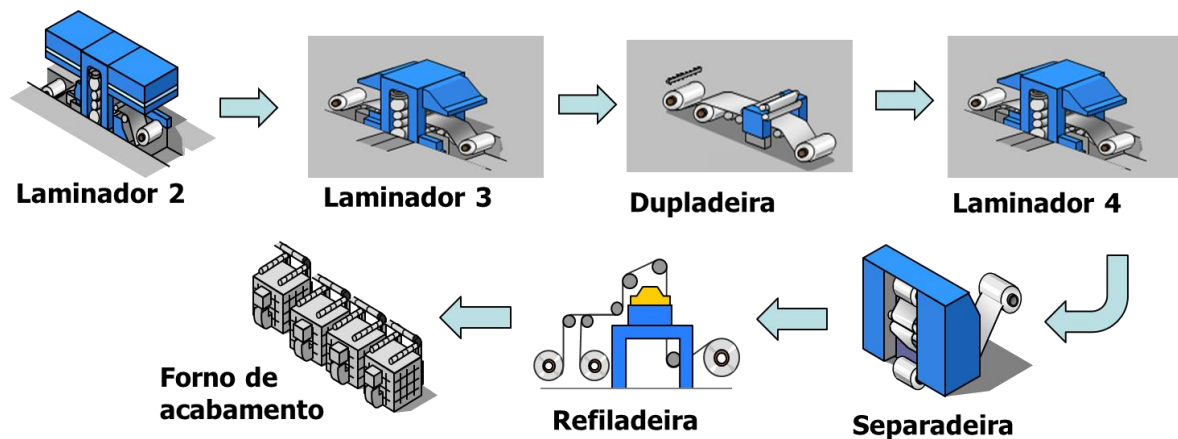 Laminador 2
Laminador 3
Dupladeira
Laminador 4
Forno de
acabamento
Refiladeira
Separadeira